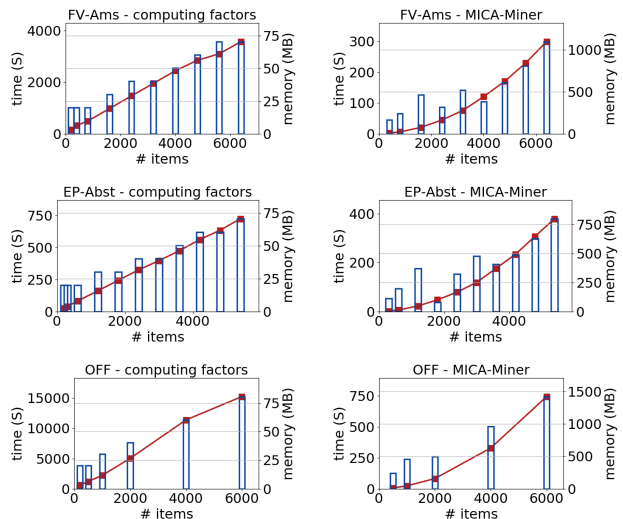 FV-Ams - computing factors
4000
2000
0
75
50
25
0
time (S)
memory (MB)
0 2000 4000 6000
# items
FV-Ams - MICA-Miner
300
200
100
0
1000
500
0
time (S)
memory (MB)
0 2000 4000 6000
# items
EP-Abst - computing factors
750
500
250
0
75
50
25
0
time (S)
memory (MB)
2000 4000
# items
EP-Abst - MICA-Miner
400
200
0
750
500
250
0
time (S)
memory (MB)
0 2000 4000
# items
OFF - computing factors
15000
10000
5000
0
75
50
25
0
time (S)
memory (MB)
0 2000 4000 6000
# items
OFF - MICA-Miner
750
500
250
0
1500
1000
500
0
time (S)
memory (MB)
0 2000 4000 6000
# items